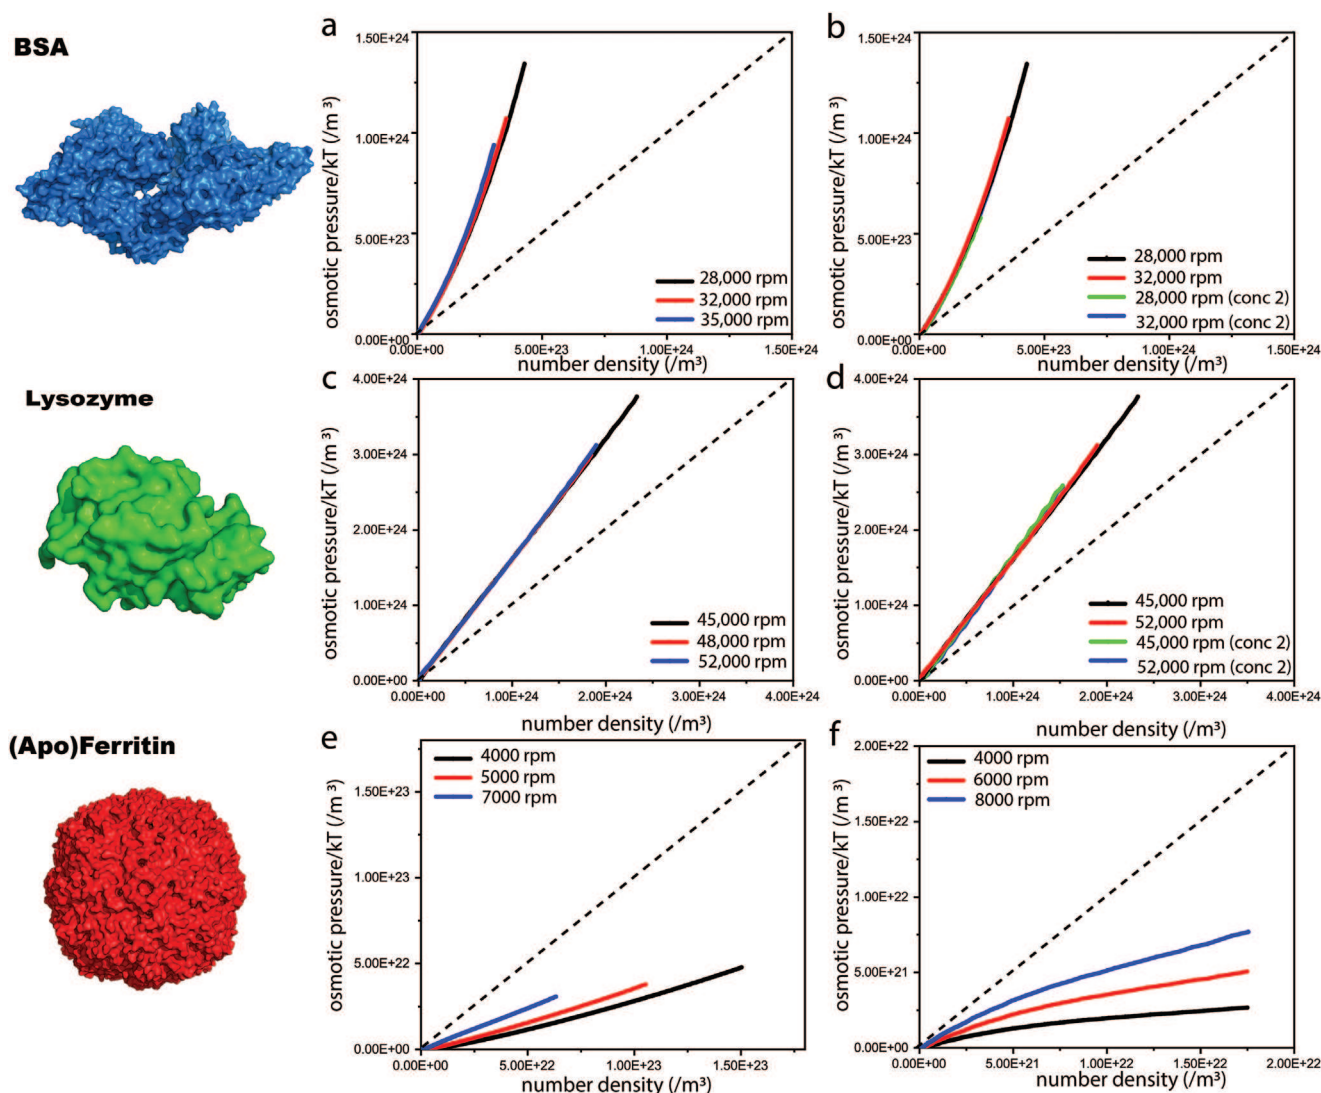 BSA
a
osmotic pressure/kT (/m³)
1.50E+24
1.00E+24
5.00E+23
0.00E+00
28,000 rpm
32,000 rpm
35,000 rpm
0.00E+00 5.00E+23 1.00E+24 1.50E+24
number density (/m³)
b
osmotic pressure/kT (/m³)
1.50E+24
1.00E+24
5.00E+23
0.00E+00
28,000 rpm
32,000 rpm
28,000 rpm (conc 2)
32,000 rpm (conc 2)
0.00E+00 5.00E+23 1.00E+24 1.50E+24
number density (/m³)
Lysozyme
c
osmotic pressure/kT (/m³)
4.00E+24
3.00E+24
2.00E+24
1.00E+24
0.00E+00
45,000 rpm
48,000 rpm
52,000 rpm
0.00E+00 1.00E+24 2.00E+24 3.00E+24 4.00E+24
number density (/m³)
d
osmotic pressure/kT (/m³)
4.00E+24
3.00E+24
2.00E+24
1.00E+24
0.00E+00
45,000 rpm
52,000 rpm
45,000 rpm (conc 2)
52,000 rpm (conc 2)
0.00E+00 1.00E+24 2.00E+24 3.00E+24 4.00E+24
number density (/m³)
(Apo)Ferritin
e
osmotic pressure/kT (/m³)
4000 rpm
5000 rpm
7000 rpm
1.50E+23
1.00E+23
5.00E+22
0.00E+00
0.00E+00 5.00E+22 1.00E+23 1.50E+23
number density (/m³)
f
osmotic pressure/kT (/m³)
2.00E+22
4000 rpm
6000 rpm
8000 rpm
1.50E+22
1.00E+22
5.00E+21
0.00E+00
0.00E+00 5.00E+21 1.00E+22 1.50E+22 2.00E+22
number density (/m³)